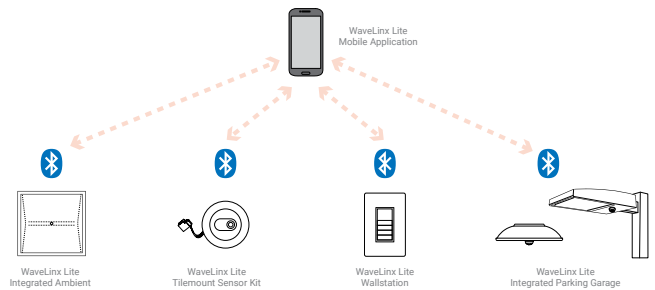 WaveLinx Lite
Mobile Application
WaveLinx Lite
Integrated Ambient
WaveLinx Lite
Tilemount Sensor Kit
WaveLinx Lite
Wallstation
WaveLinx Lite
Integrated Parking Garage